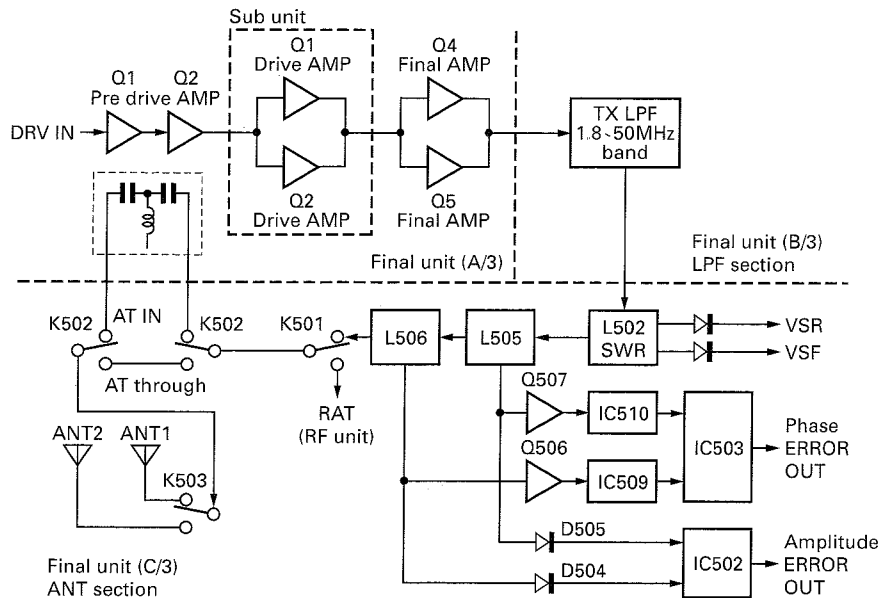 Sub unit
Q1
Drive AMP
Q4
Final AMP
Q1
Q2
Pre drive AMP
DRV IN
TX LPF
1.8~50MHz
band
Q2
Drive AMP
Q5
Final AMP
Final unit (A/3)
Final unit (B/3)
LPF section
K502
AT IN
K502
K501
L506
L505
L502
SWR
VSR
VSF
AT through
RAT
(RF unit)
Q507
IC510
Q506
IC509
IC503
Phase
ERROR
OUT
ANT2
ANT1
K503
D505
D504
IC502
Amplitude
ERROR
OUT
Final unit (C/3)
ANT section